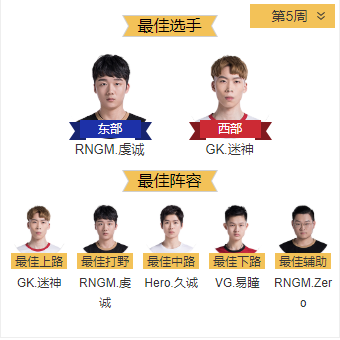 第5周
最佳选手
东部
西部
RNGM.虔诚
GK.迷神
最佳阵容
最佳上路
最佳打野
最佳中路
最佳下路
最佳辅助
GK.迷神
RNGM.虔
诚
Hero.久诚
VG.易瞳
RNGM.Zer
o